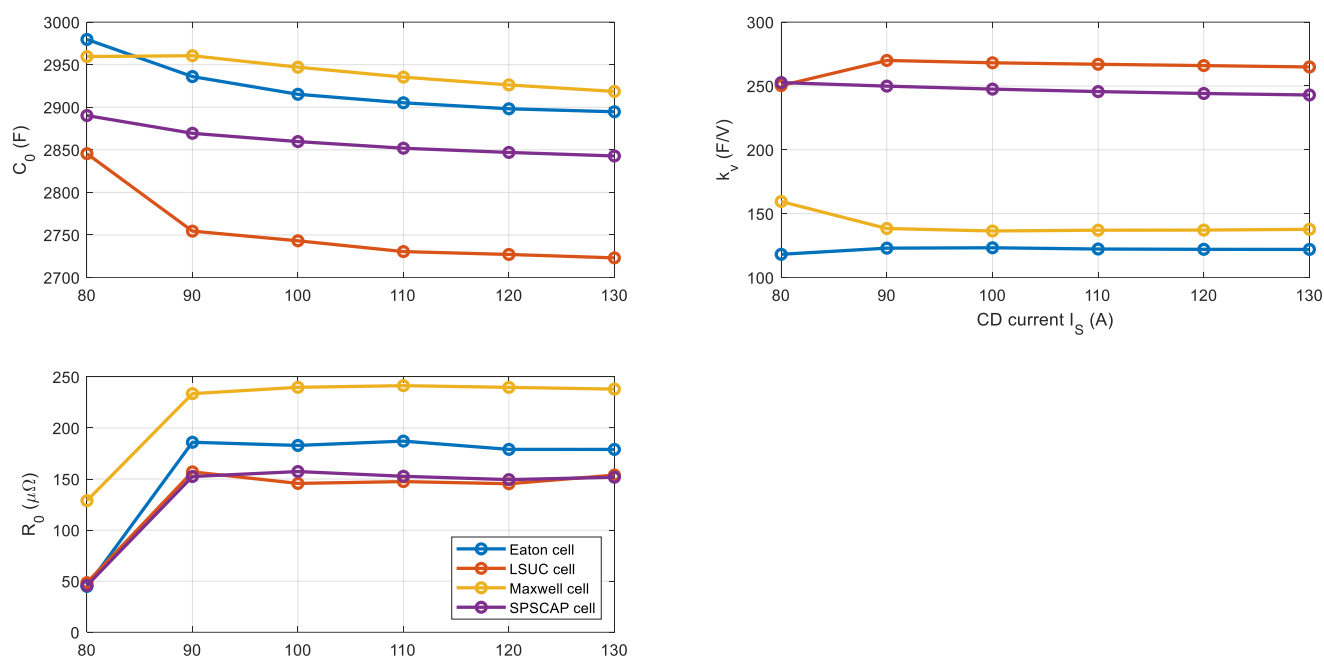 3000
2950
2900
2850
2800
2750
2700
C0 (F)
80 90 100 110 120 130
300
250
200
150
100
kv (F/V)
80 90 100 110 120 130
CD current IS (A)
250
200
150
100
50
0
R0 (μΩ)
80 90 100 110 120 130
Eaton cell
LSUC cell
Maxwell cell
SPSCAP cell